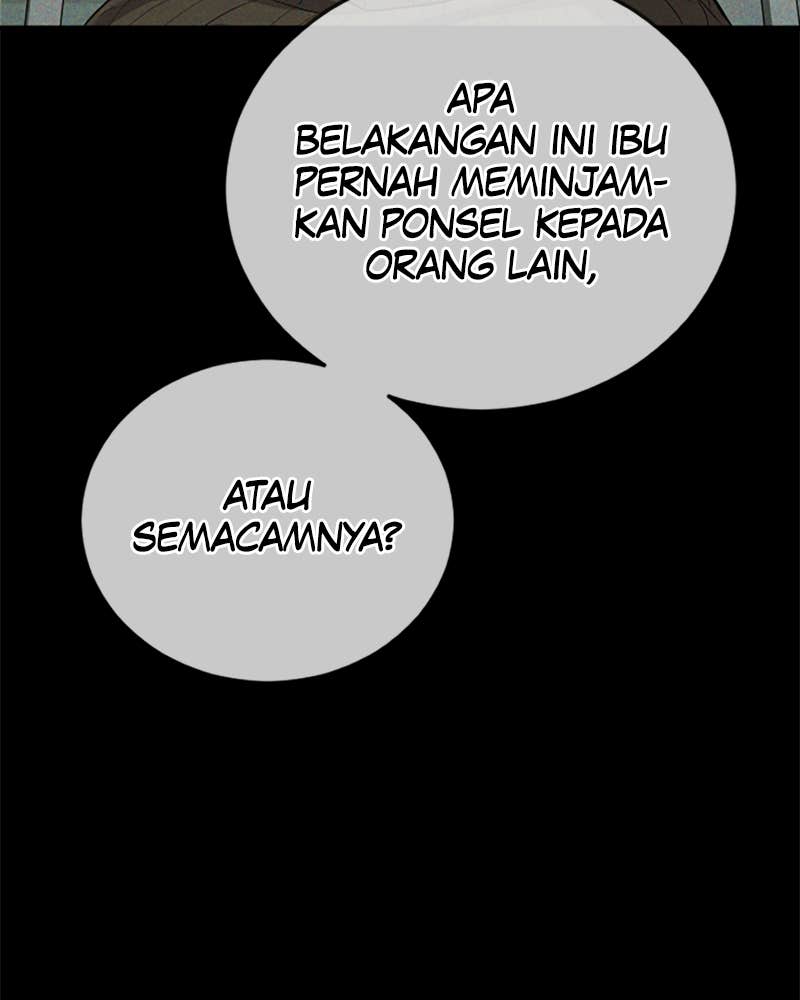 APA
BELAKANGAN INI IBU
PERNAH MEMINJAM-
KAN PONSEL KEPADA
ORANG LAIN,
ATAU
SEMACAMNYA?